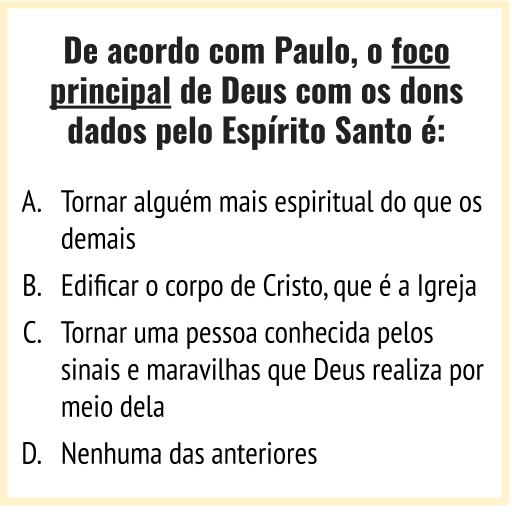 De acordo com Paulo, o foco
principal de Deus com os dons
dados pelo Espírito Santo é:
A. Tornar alguém mais espiritual do que os
demais
B. Edificar o corpo de Cristo, que é a Igreja
C. Tornar uma pessoa conhecida pelos
sinais e maravilhas que Deus realiza por
meio dela
D. Nenhuma das anteriores